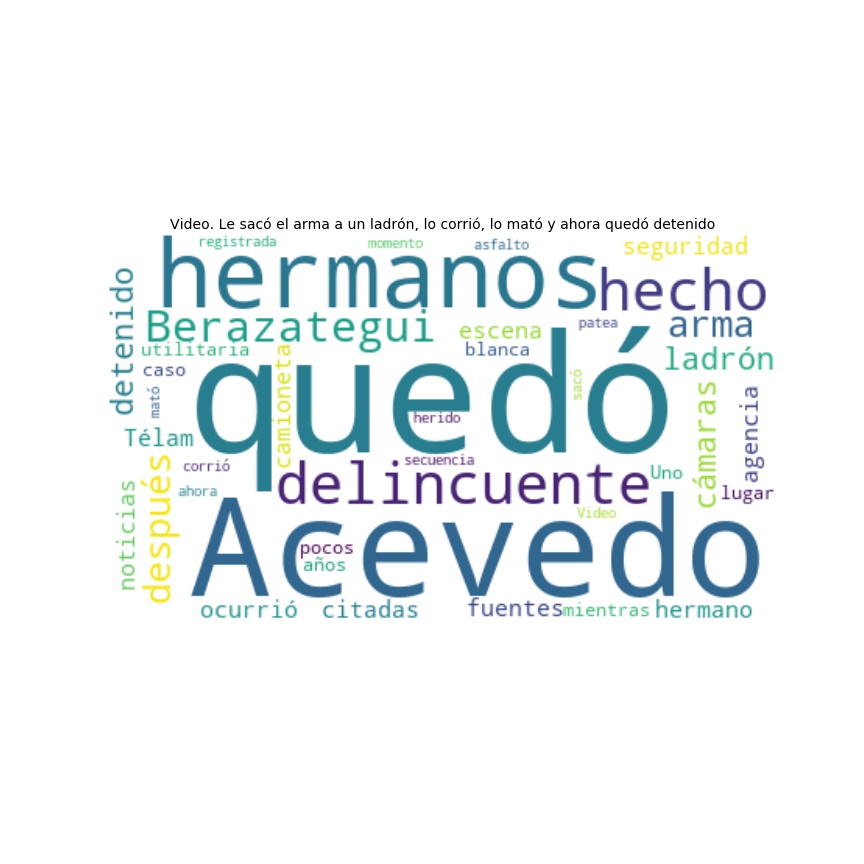 Video. Le sacó el arma a un ladrón, lo corrió, lo mató y ahora quedó detenido
registrada
momento
asfalto
seguridad
hermanos
hecho
detenido
Berazategui
escena
patea
arma
utilitaria
camioneta
blanca
ladrón
caso
quedó
sacó
mató
cámaras
agencia
herido
Télam
corrió
secuencia
delincuente
Uno
lugar
noticias
después
ahora
Acevedo
Video
pocos
años
ocurrió
citadas
fuentes
mientras
hermano